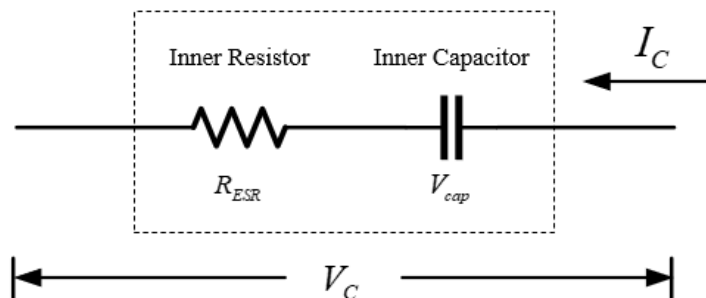 I_C
Inner Resistor Inner Capacitor
R_ESR V_cap
V_C